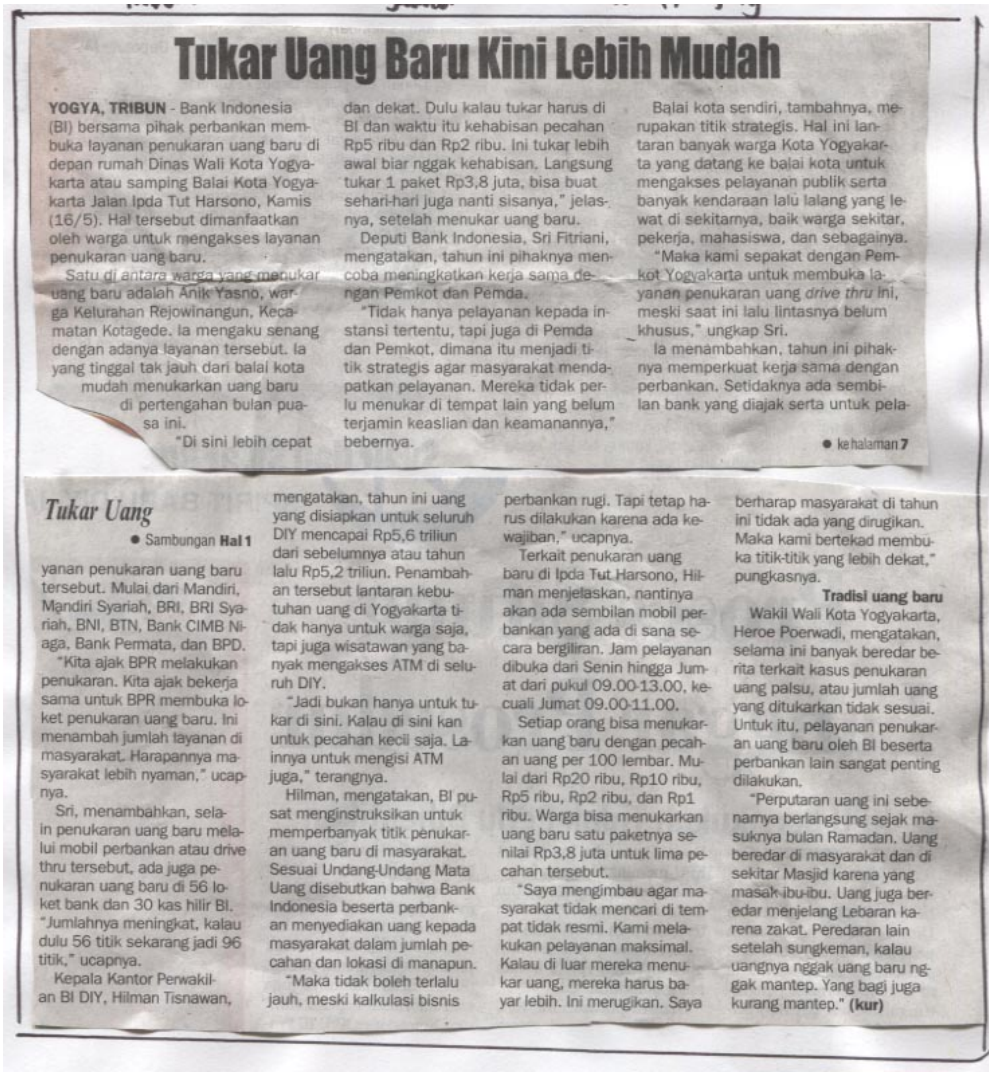 Tukar Uang Baru Kini Lebih Mudah
YOGYA, TRIBUN - Bank Indonesia
(BI) bersama pihak perbankan mem-
buka layanan penukaran uang baru di
depan rumah Dinas Wali Kota Yogya-
karta atau samping Balai Kota Yogya-
karta Jalan Ipda Tut Harsono, Kamis
(16/5). Hal tersebut dimanfaatkan
oleh warga untuk mengakses layanan
penukaran uang baru.
Satu di antara warga yang menukar
uang baru adalah Anik Yasno, war-
ga Kelurahan Rejowinangun, Keca-
matan Kotagede. Ia mengaku senang
dengan adanya layanan tersebut. Ia
yang tinggal tak jauh dari balai kota
mudah menukarkan uang baru
di pertengahan bulan pua-
sa ini.
"Di sini lebih cepat
dan dekat. Dulu kalau tukar harus di
BI dan waktu itu kehabisan pecahan
Rp5 ribu dan Rp2 ribu. Ini tukar lebih
awal biar nggak kehabisan. Langsung
tukar 1 paket Rp3,8 juta, bisa buat
sehari-hari juga nanti sisanya," jelas-
nya, setelah menukar uang baru.
Deputi Bank Indonesia, Sri Fitriani,
mengatakan, tahun ini pihaknya men-
coba meningkatkan kerja sama de-
ngan Pemkot dan Pemda.
"Tidak hanya pelayanan kepada in-
stansi tertentu, tapi juga di Pemda
dan Pemkot, dimana itu menjadi ti-
tik strategis agar masyarakat menda-
patkan pelayanan. Mereka tidak per-
lu menukar di tempat lain yang belum
terjamin keaslian dan keamanannya,"
bebernya.
Balai kota sendiri, tambahnya, me-
rupakan titik strategis. Hal ini lan-
taran banyak warga Kota Yogyakar-
ta yang datang ke balai kota untuk
mengakses pelayanan publik serta
banyak kendaraan lalu lalang yang le-
wat di sekitarnya, baik warga sekitar,
pekerja, mahasiswa, dan sebagainya.
"Maka kami sepakat dengan Pem-
kot Yogyakarta untuk membuka la-
yanan penukaran uang drive thru ini,
meski saat ini lalu lintasnya belum
khusus," ungkap Sri.
Ia menambahkan, tahun ini pihak-
nya memperkuat kerja sama dengan
perbankan. Setidaknya ada sembi-
lan bank yang diajak serta untuk pela-
● ke halaman 7
Tukar Uang
● Sambungan Hal 1
yanan penukaran uang baru
tersebut. Mulai dari Mandiri,
Mandiri Syariah, BRI, BRI Sya-
riah, BNI, BTN, Bank CIMB Ni-
aga, Bank Permata, dan BPD.
"Kita ajak BPR melakukan
penukaran. Kita ajak bekerja
sama untuk BPR membuka lo-
ket penukaran uang baru. Ini
menambah jumlah layanan di
masyarakat. Harapannya ma-
syarakat lebih nyaman," ucap-
nya.
Sri, menambahkan, sela-
in penukaran uang baru mela-
lui mobil perbankan atau drive
thru tersebut, ada juga pe-
nukaran uang baru di 56 lo-
ket bank dan 30 kas hilir BI.
"Jumlahnya meningkat, kalau
dulu 56 titik sekarang jadi 96
titik," ucapnya.
Kepala Kantor Perwakil-
an BI DIY, Hilman Tisnawan,
mengatakan, tahun ini uang
yang disiapkan untuk seluruh
DIY mencapai Rp5,6 triliun
dari sebelumnya atau tahun
lalu Rp5,2 triliun. Penambah-
an tersebut lantaran kebu-
tuhan uang di Yogyakarta ti-
dak hanya untuk warga saja,
tapi juga wisatawan yang ba-
nyak mengakses ATM di selu-
ruh DIY.
"Jadi bukan hanya untuk tu-
kar di sini. Kalau di sini kan
untuk pecahan kecil saja. La-
innya untuk mengisi ATM
juga," terangnya.
Hilman, mengatakan, BI pu-
sat menginstruksikan untuk
memperbanyak titik penukar-
an uang baru di masyarakat.
Sesuai Undang-Undang Mata
Uang disebutkan bahwa Bank
Indonesia beserta perbank-
an menyediakan uang kepada
masyarakat dalam jumlah pe-
cahan dan lokasi di manapun.
"Maka tidak boleh terlalu
jauh, meski kalkulasi bisnis
perbankan rugi. Tapi tetap ha-
rus dilakukan karena ada ke-
wajiban," ucapnya.
Terkait penukaran uang
baru di Ipda Tut Harsono, Hil-
man menjelaskan, nantinya
akan ada sembilan mobil per-
bankan yang ada di sana se-
cara bergiliran. Jam pelayanan
dibuka dari Senin hingga Jum-
at dari pukul 09.00-13.00, ke-
cuali Jumat 09.00-11.00.
Setiap orang bisa menukar-
kan uang baru dengan pecah-
an uang per 100 lembar. Mu-
lai dari Rp20 ribu, Rp10 ribu,
Rp5 ribu, Rp2 ribu, dan Rp1
ribu. Warga bisa menukarkan
uang baru satu paketnya se-
nilai Rp3,8 juta untuk lima pe-
cahan tersebut.
"Saya mengimbau agar ma-
syarakat tidak mencari di tem-
pat tidak resmi. Kami mela-
kukan pelayanan maksimal.
Kalau di luar mereka menu-
kar uang, mereka harus ba-
yar lebih. Ini merugikan. Saya
berharap masyarakat di tahun
ini tidak ada yang dirugikan.
Maka kami bertekad membu-
ka titik-titik yang lebih dekat,"
pungkasnya.
Tradisi uang baru
Wakil Wali Kota Yogyakarta,
Heroe Poerwadi, mengatakan,
selama ini banyak beredar be-
rita terkait kasus penukaran
uang palsu, atau jumlah uang
yang ditukarkan tidak sesuai.
Untuk itu, pelayanan penukar-
an uang baru oleh BI beserta
perbankan lain sangat penting
dilakukan.
"Perputaran uang ini sebe-
narnya berlangsung sejak ma-
suknya bulan Ramadan. Uang
beredar di masyarakat dan di
sekitar Masjid karena yang
masak ibu-ibu. Uang juga ber-
edar menjelang Lebaran ka-
rena zakat. Peredaran lain
setelah sungkeman, kalau
uangnya nggak uang baru ng-
gak mantep. Yang bagi juga
kurang mantep." (kur)